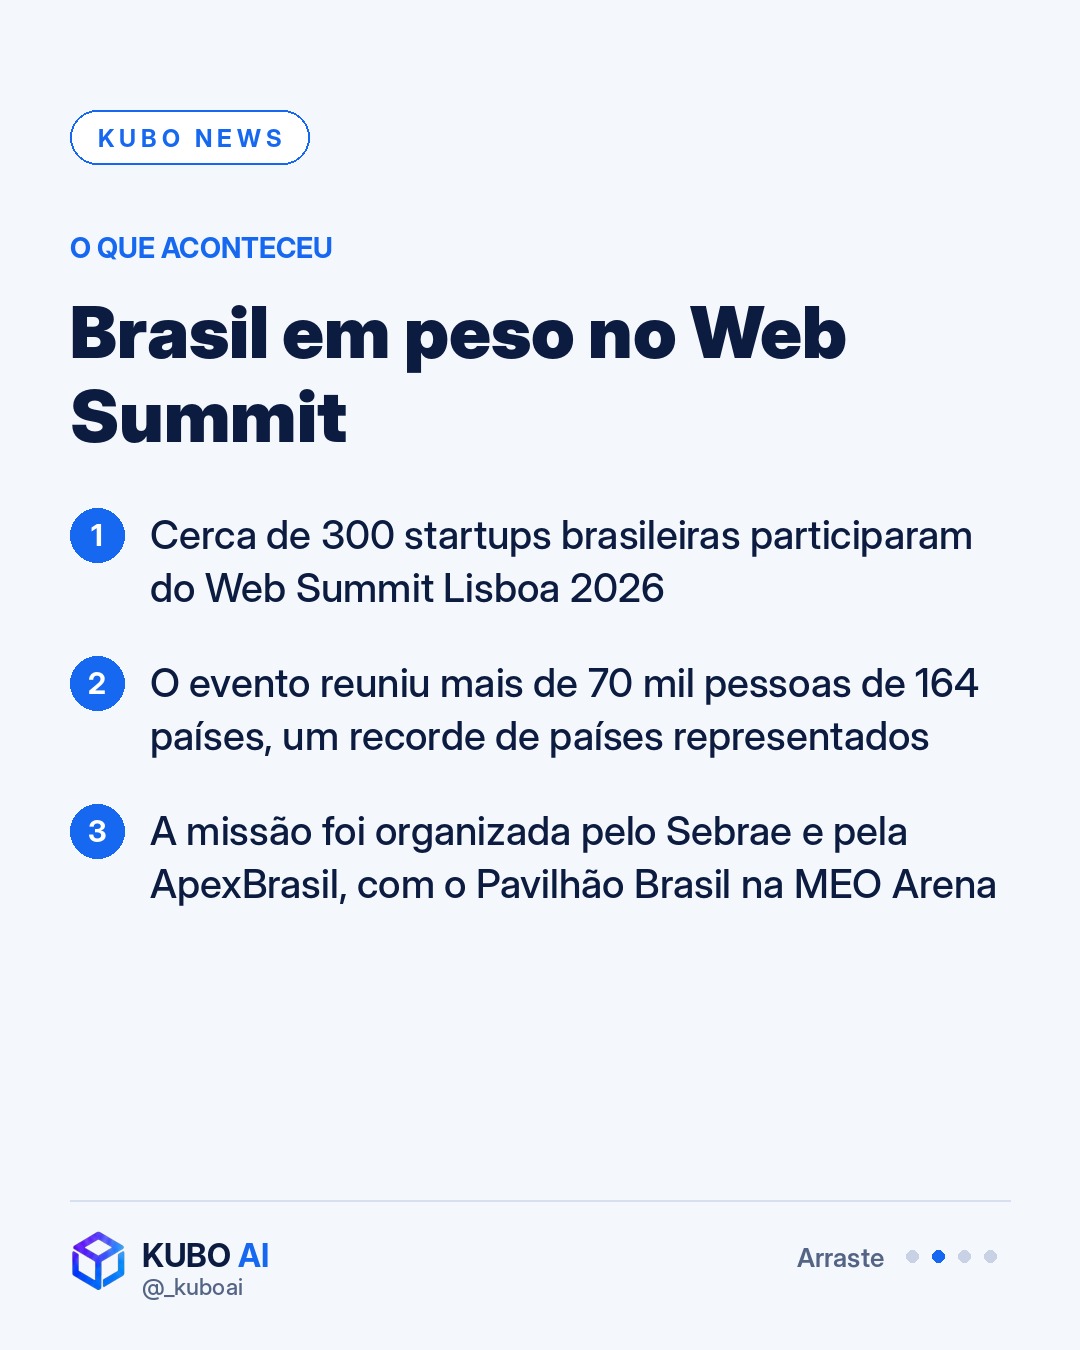 KUBO NEWS
O QUE ACONTECEU
Brasil em peso no Web
Summit
1 Cerca de 300 startups brasileiras participaram
do Web Summit Lisboa 2026
2 O evento reuniu mais de 70 mil pessoas de 164
países, um recorde de países representados
3 A missão foi organizada pelo Sebrae e pela
ApexBrasil, com o Pavilhão Brasil na MEO Arena
KUBO AI
@_kuboai
Arraste